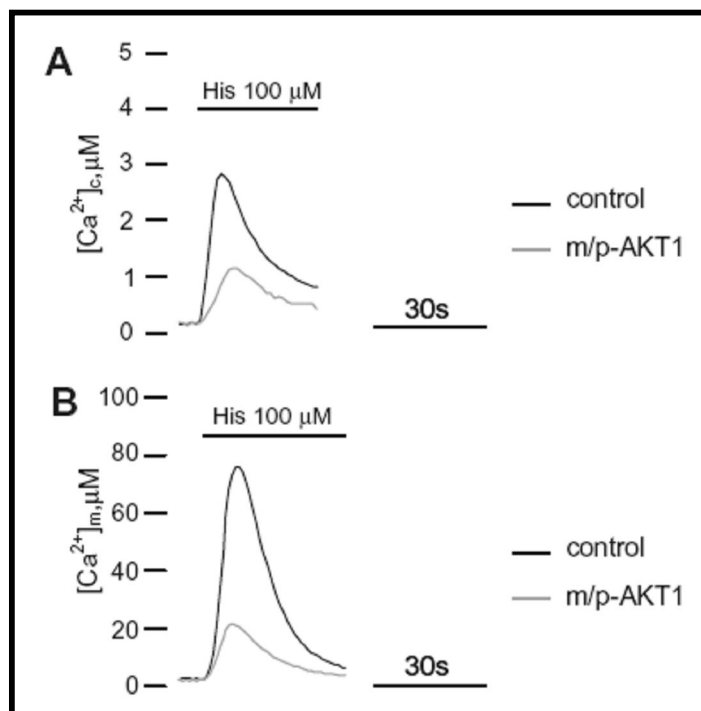 A
5
His 100 μM
4
3
2
1
0
[Ca²⁺]c,μM
control
m/p-AKT1
30s
B
100
His 100 μM
80
60
40
20
0
[Ca²⁺]m,μM
control
m/p-AKT1
30s